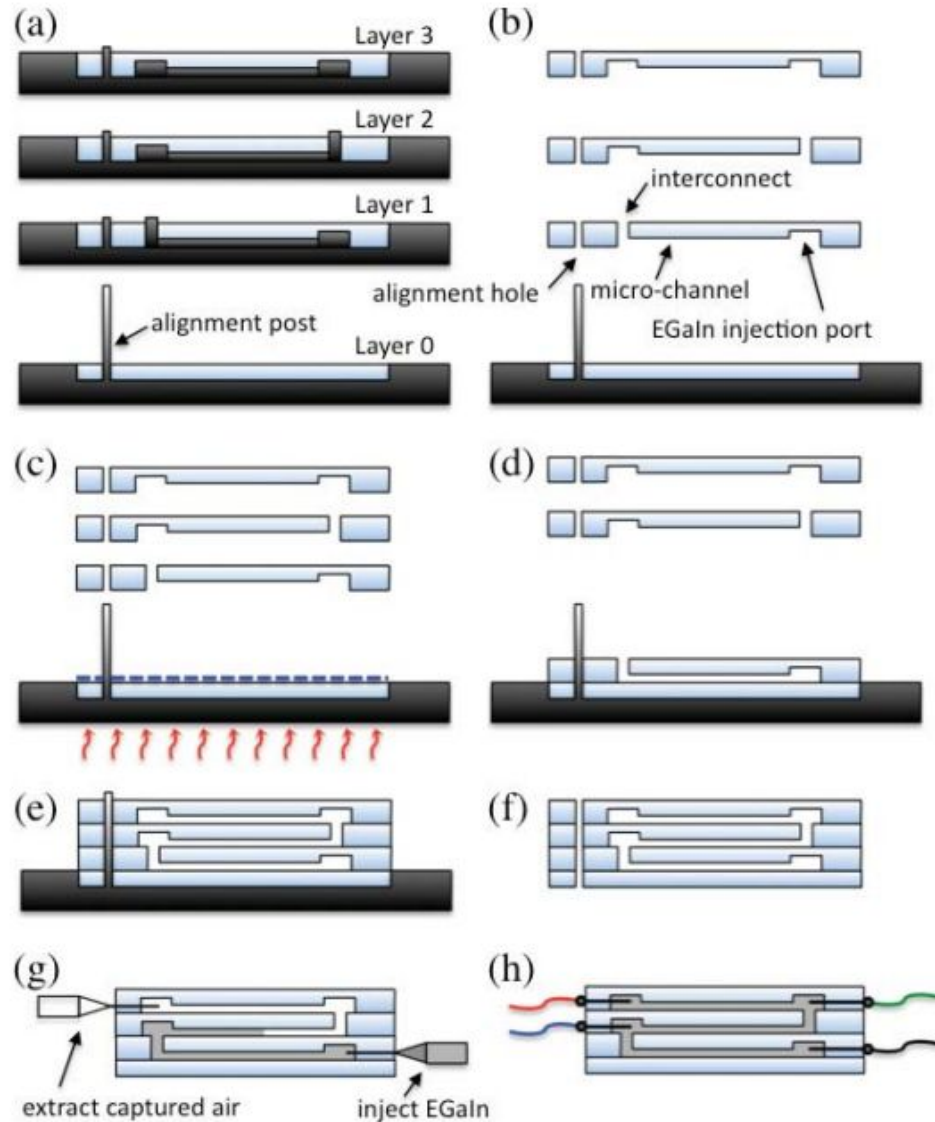 (a)
Layer 3
Layer 2
Layer 1
alignment post
Layer 0
(b)
interconnect
alignment hole
micro-channel
EGaIn injection port
(c)
(d)
(e)
(f)
(g)
extract captured air
inject EGaIn
(h)